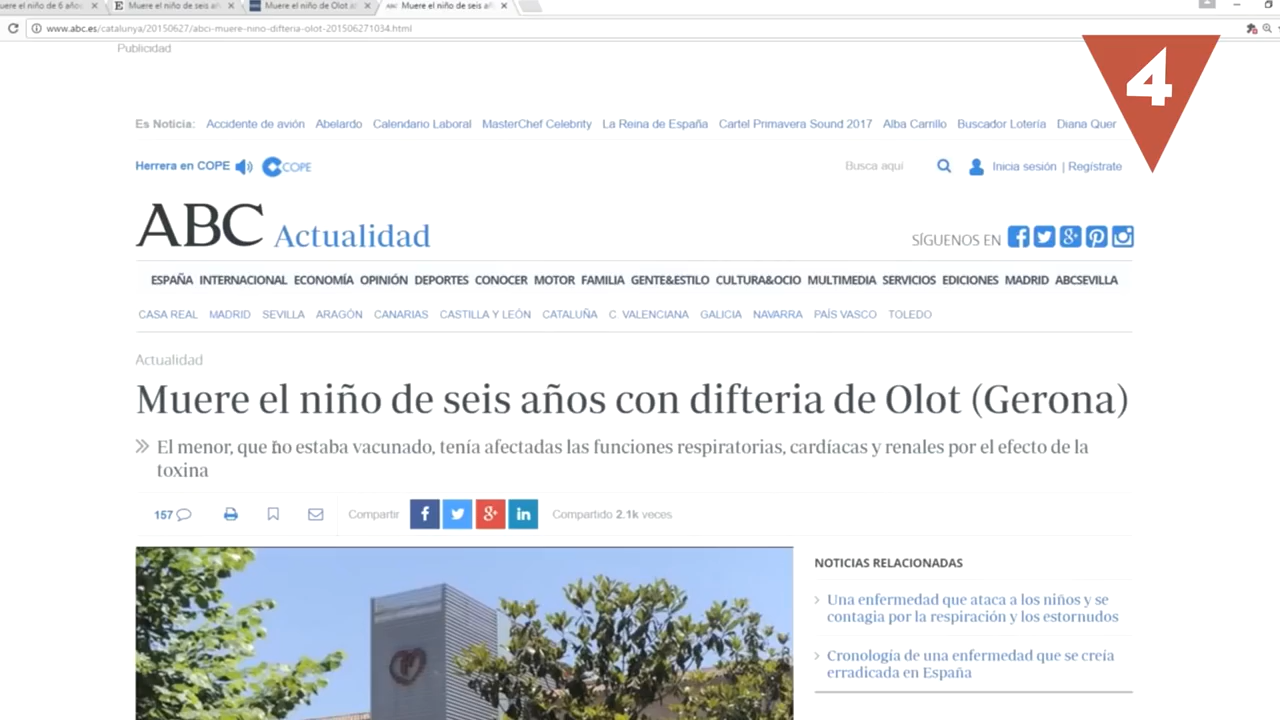 uere el niño de 6 años
Muere el niño de seis añ
Muere el niño de Olot a
Muere el niño de seis añ
www.abc.es/catalunya/20150627/abci-muere-nino-difteria-olot-201506271034.html
Publicidad
4
Es Noticia: Accidente de avión Abelardo Calendario Laboral MasterChef Celebrity La Reina de España Cartel Primavera Sound 2017 Alba Carrillo Buscador Lotería Diana Quer
Herrera en COPE COPE
Busca aquí
Inicia sesión | Regístrate
ABC Actualidad
SÍGUENOS EN
ESPAÑA INTERNACIONAL ECONOMÍA OPINIÓN DEPORTES CONOCER MOTOR FAMILIA GENTE&ESTILO CULTURA&OCIO MULTIMEDIA SERVICIOS EDICIONES MADRID ABCSEVILLA
CASA REAL MADRID SEVILLA ARAGÓN CANARIAS CASTILLA Y LEÓN CATALUÑA C. VALENCIANA GALICIA NAVARRA PAÍS VASCO TOLEDO
Actualidad
Muere el niño de seis años con difteria de Olot (Gerona)
El menor, que no estaba vacunado, tenía afectadas las funciones respiratorias, cardíacas y renales por el efecto de la
toxina
157
Compartir
Compartido 2.1k veces
NOTICIAS RELACIONADAS
Una enfermedad que ataca a los niños y se
contagia por la respiración y los estornudos
Cronología de una enfermedad que se creía
erradicada en España